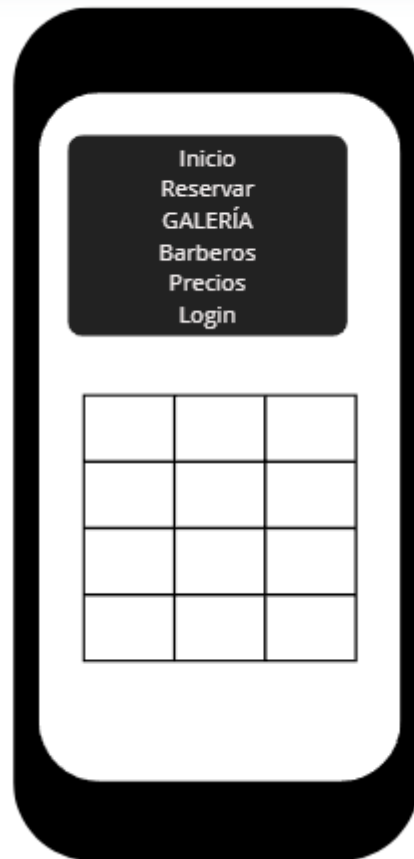 Inicio
Reservar
GALERÍA
Barberos
Precios
Login